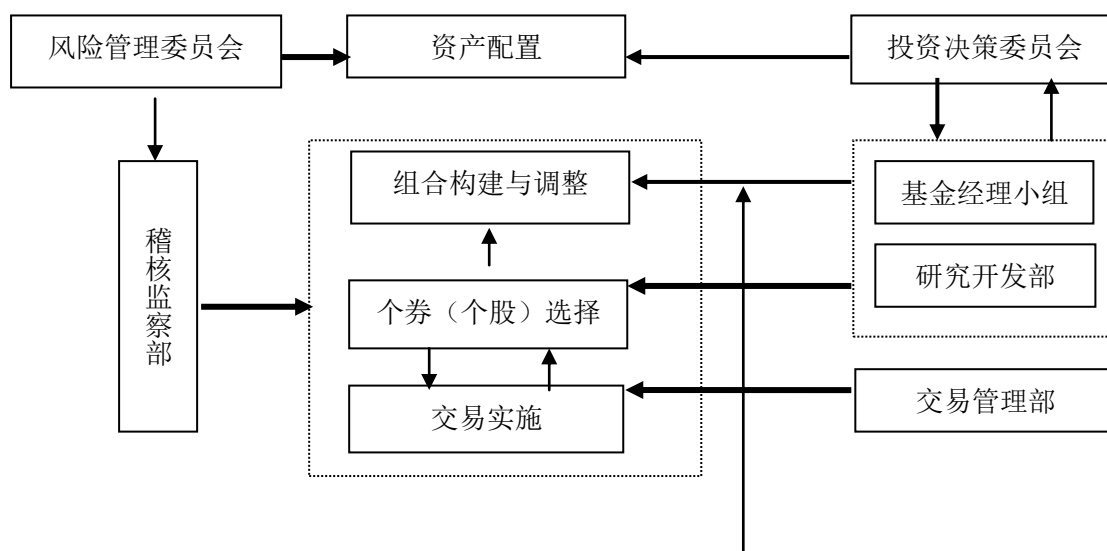 风险管理委员会
资产配置
投资决策委员会
组合构建与调整
基金经理小组
稽核监察部
研究开发部
个券（个股）选择
交易实施
交易管理部